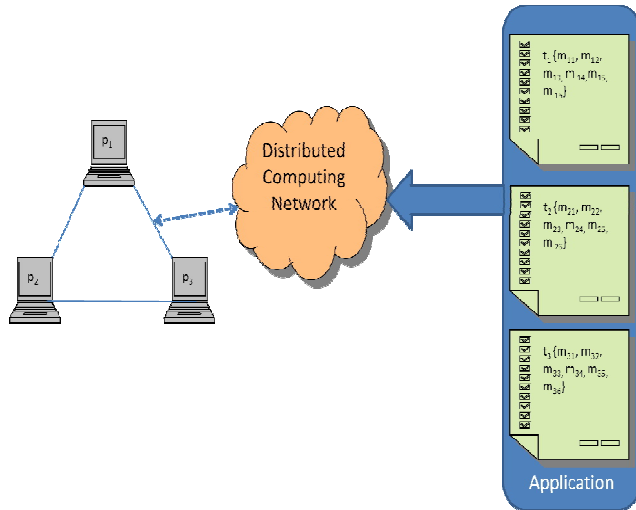 p1
p2
p3
Distributed
Computing
Network
t1{m11, m12,
m13, m14, m15,
m16}
t2{m21, m22,
m23, m24, m25,
m26}
t3{m31, m32,
m33, m34, m35,
m36}
Application